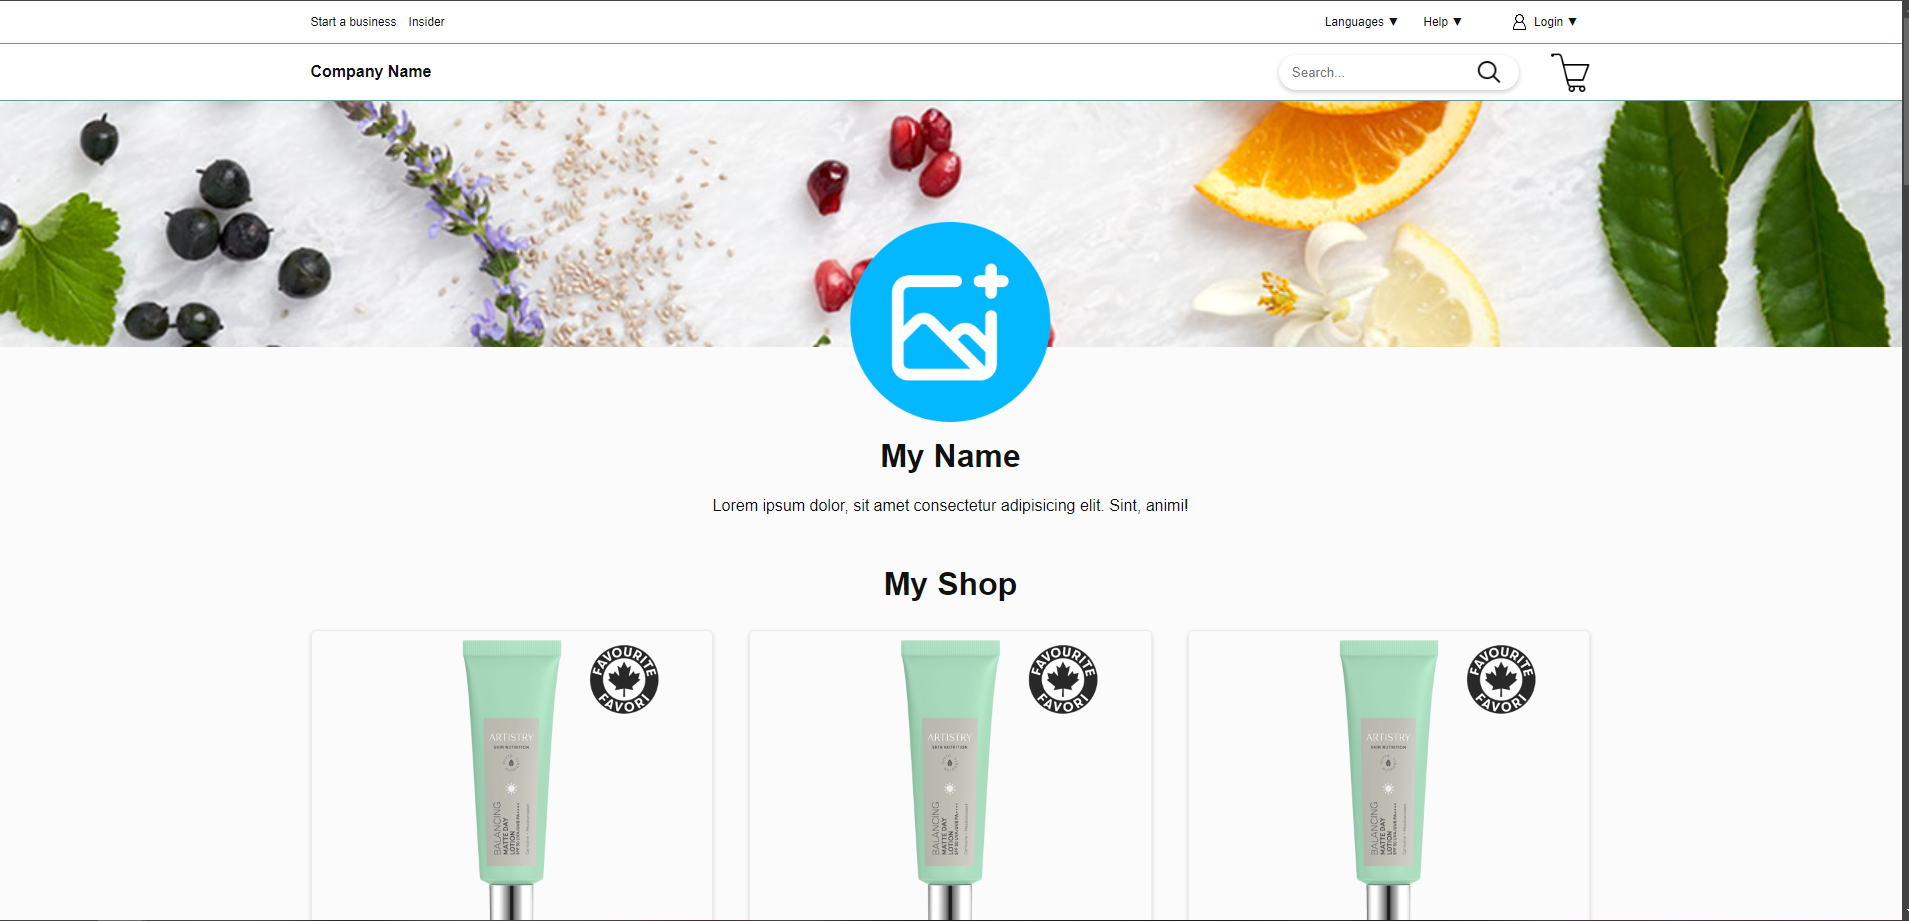 Start a business Insider Languages ▼ Help ▼ Login ▼
Company Name Search...
My Name
Lorem ipsum dolor, sit amet consectetur adipisicing elit. Sint, animi!
My Shop
FAVOURITE
FAVORI
ARTISTRY
SKIN NUTRITION
BALANCING
MATTE DAY
LOTION
FAVOURITE
FAVORI
ARTISTRY
SKIN NUTRITION
BALANCING
MATTE DAY
LOTION
FAVOURITE
FAVORI
ARTISTRY
SKIN NUTRITION
BALANCING
MATTE DAY
LOTION